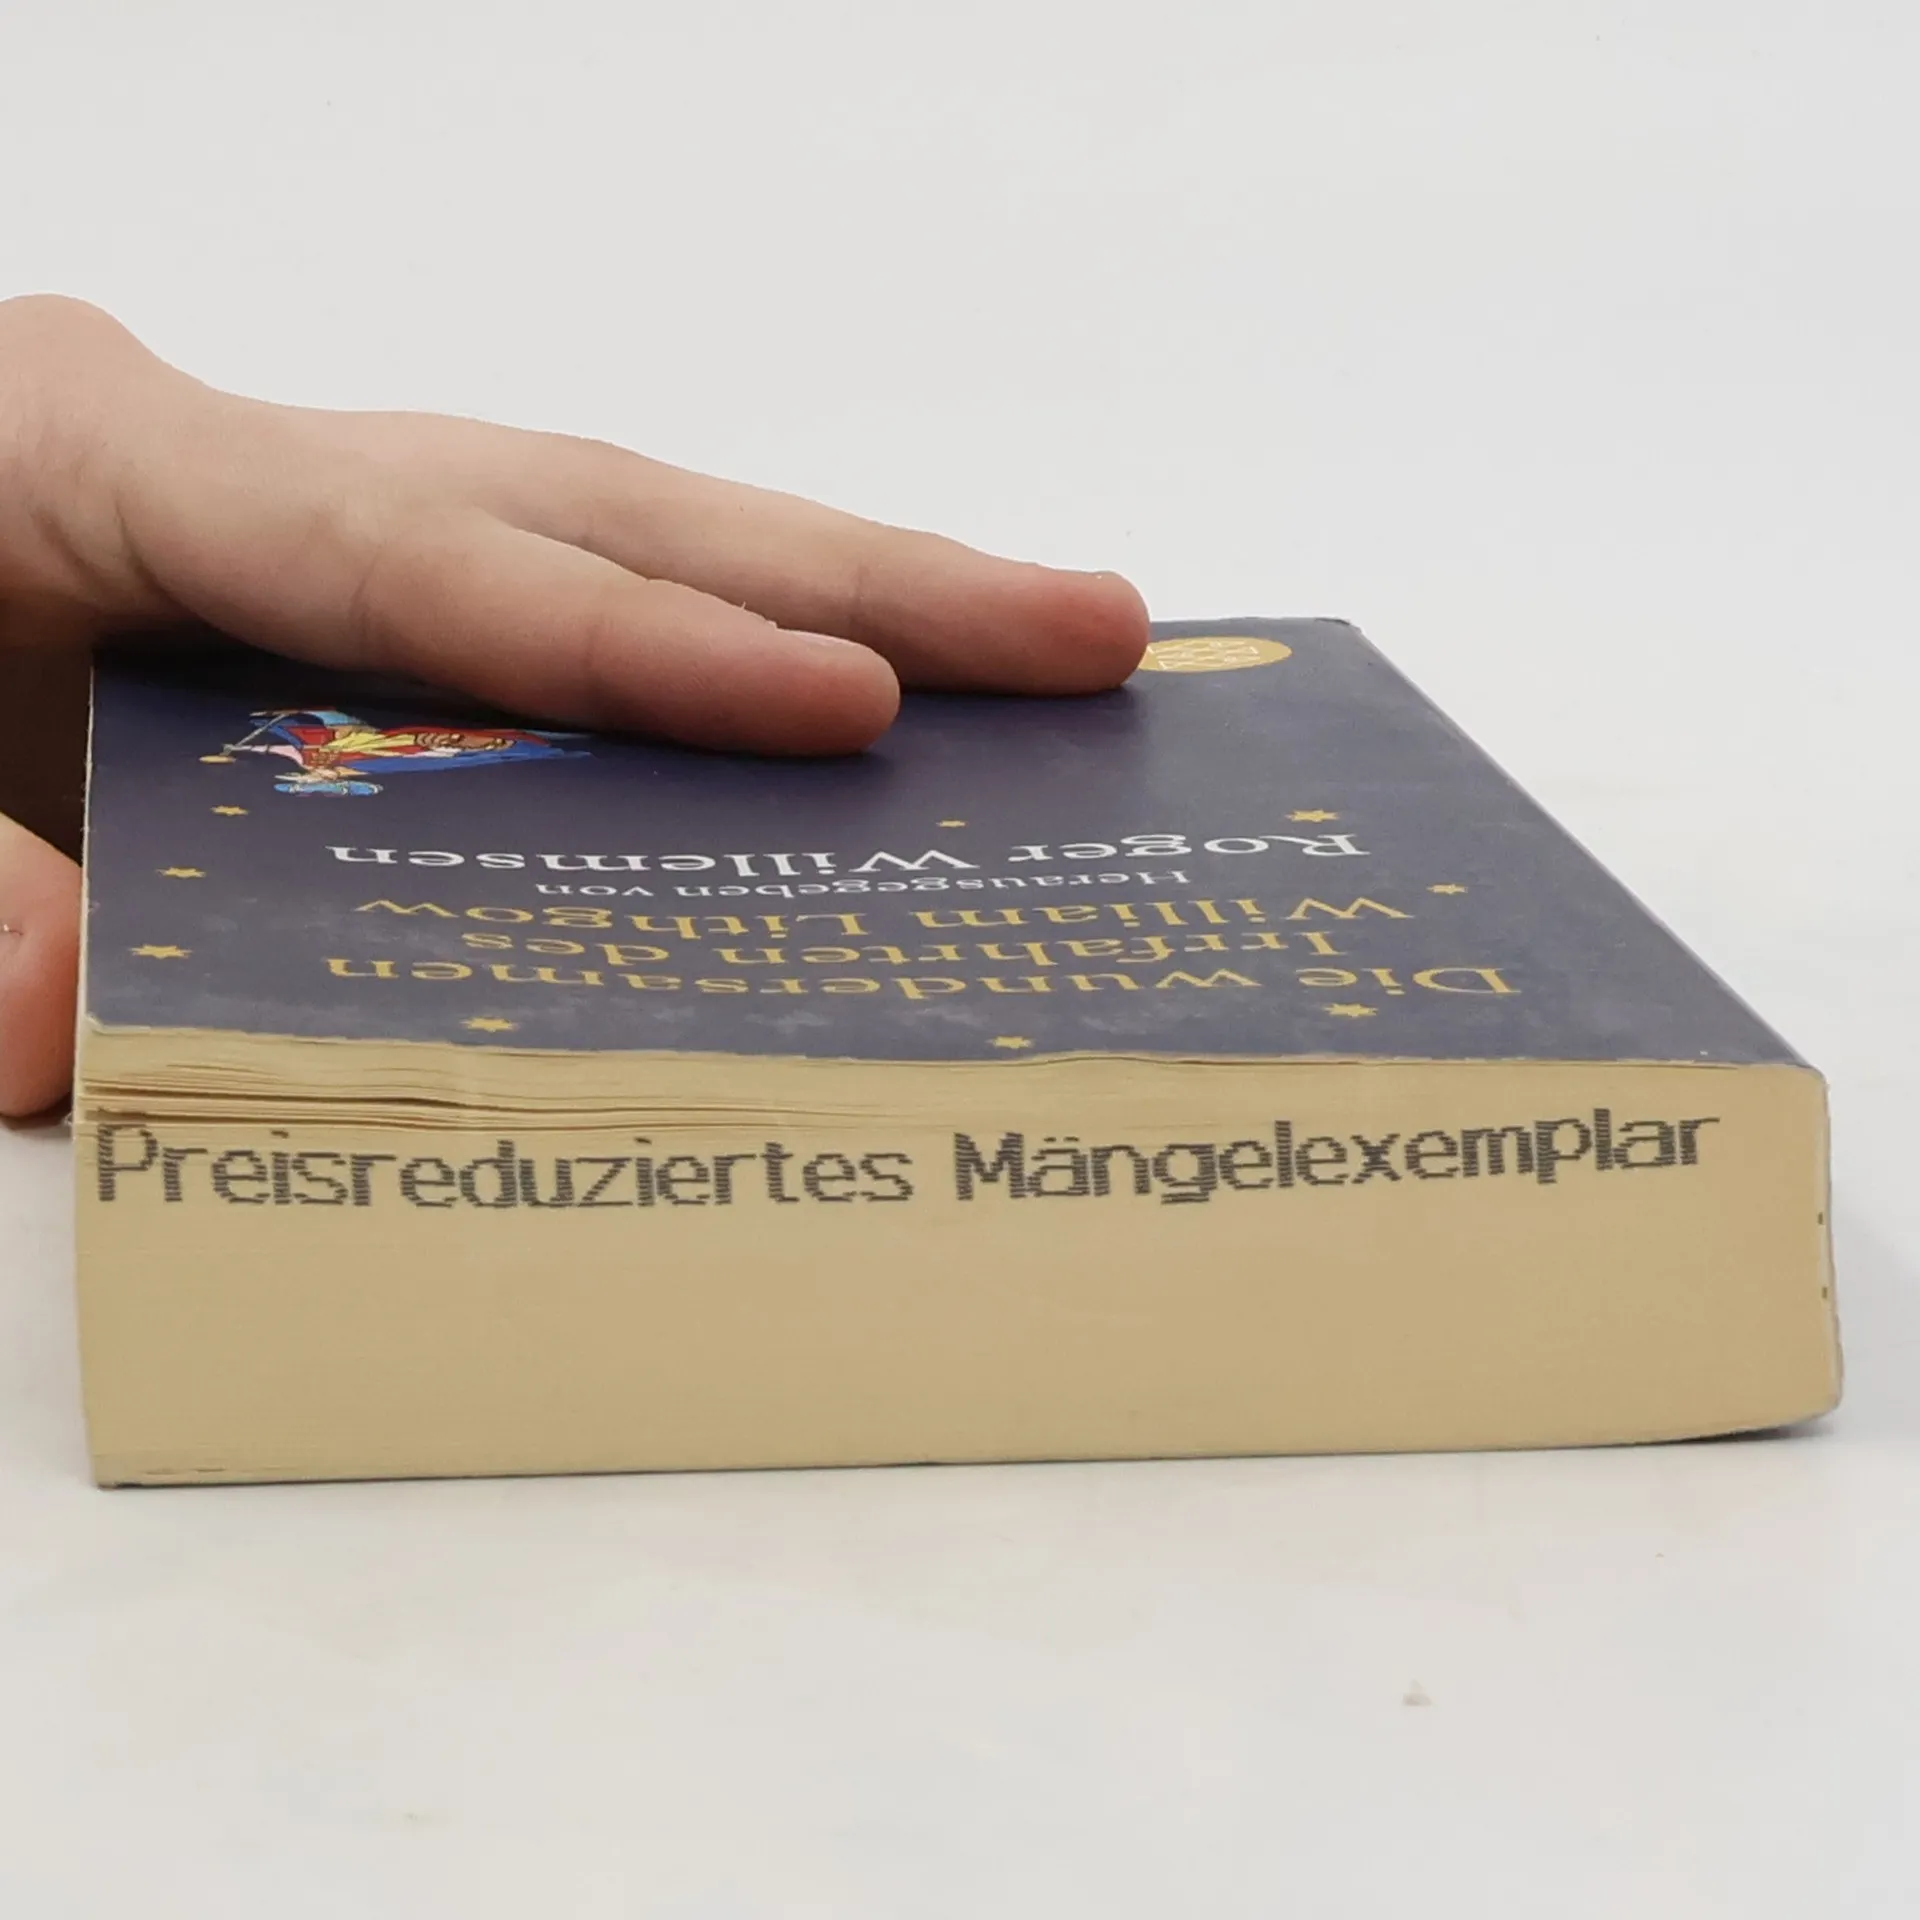 Die wundersamen
Irrfahrten des
William Lithgow
Herausgegeben von
Roger Willemsen
Preisreduziertes Mängelexemplar